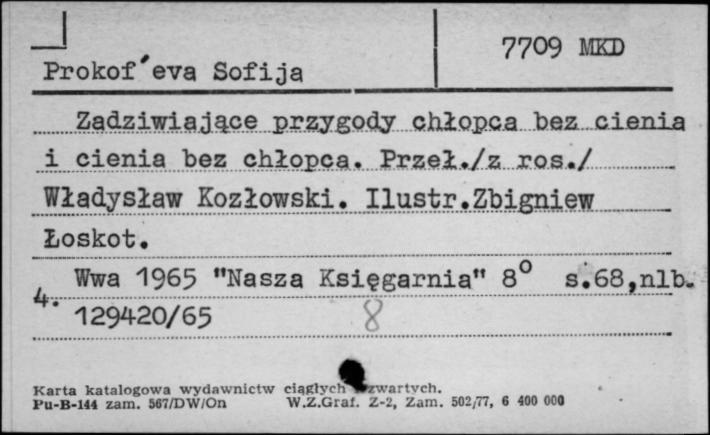 7709 MKD
Prokof´eva Sofija
Zadziwiające przygody chłopca bez cienia
i cienia bez chłopca. Przeł./z ros./
Władysław Kozłowski. Ilustr.Zbigniew
Łoskot.
Wwa 1965 "Nasza Księgarnia" 8° s.68,nlb.
4.
129420/65 8
Karta katalogowa wydawnictw ciągłych zwartych.
Pu-B-144 zam. 567/DW/On W.Z.Graf. Z-2, Zam. 502/77, 6 400 000